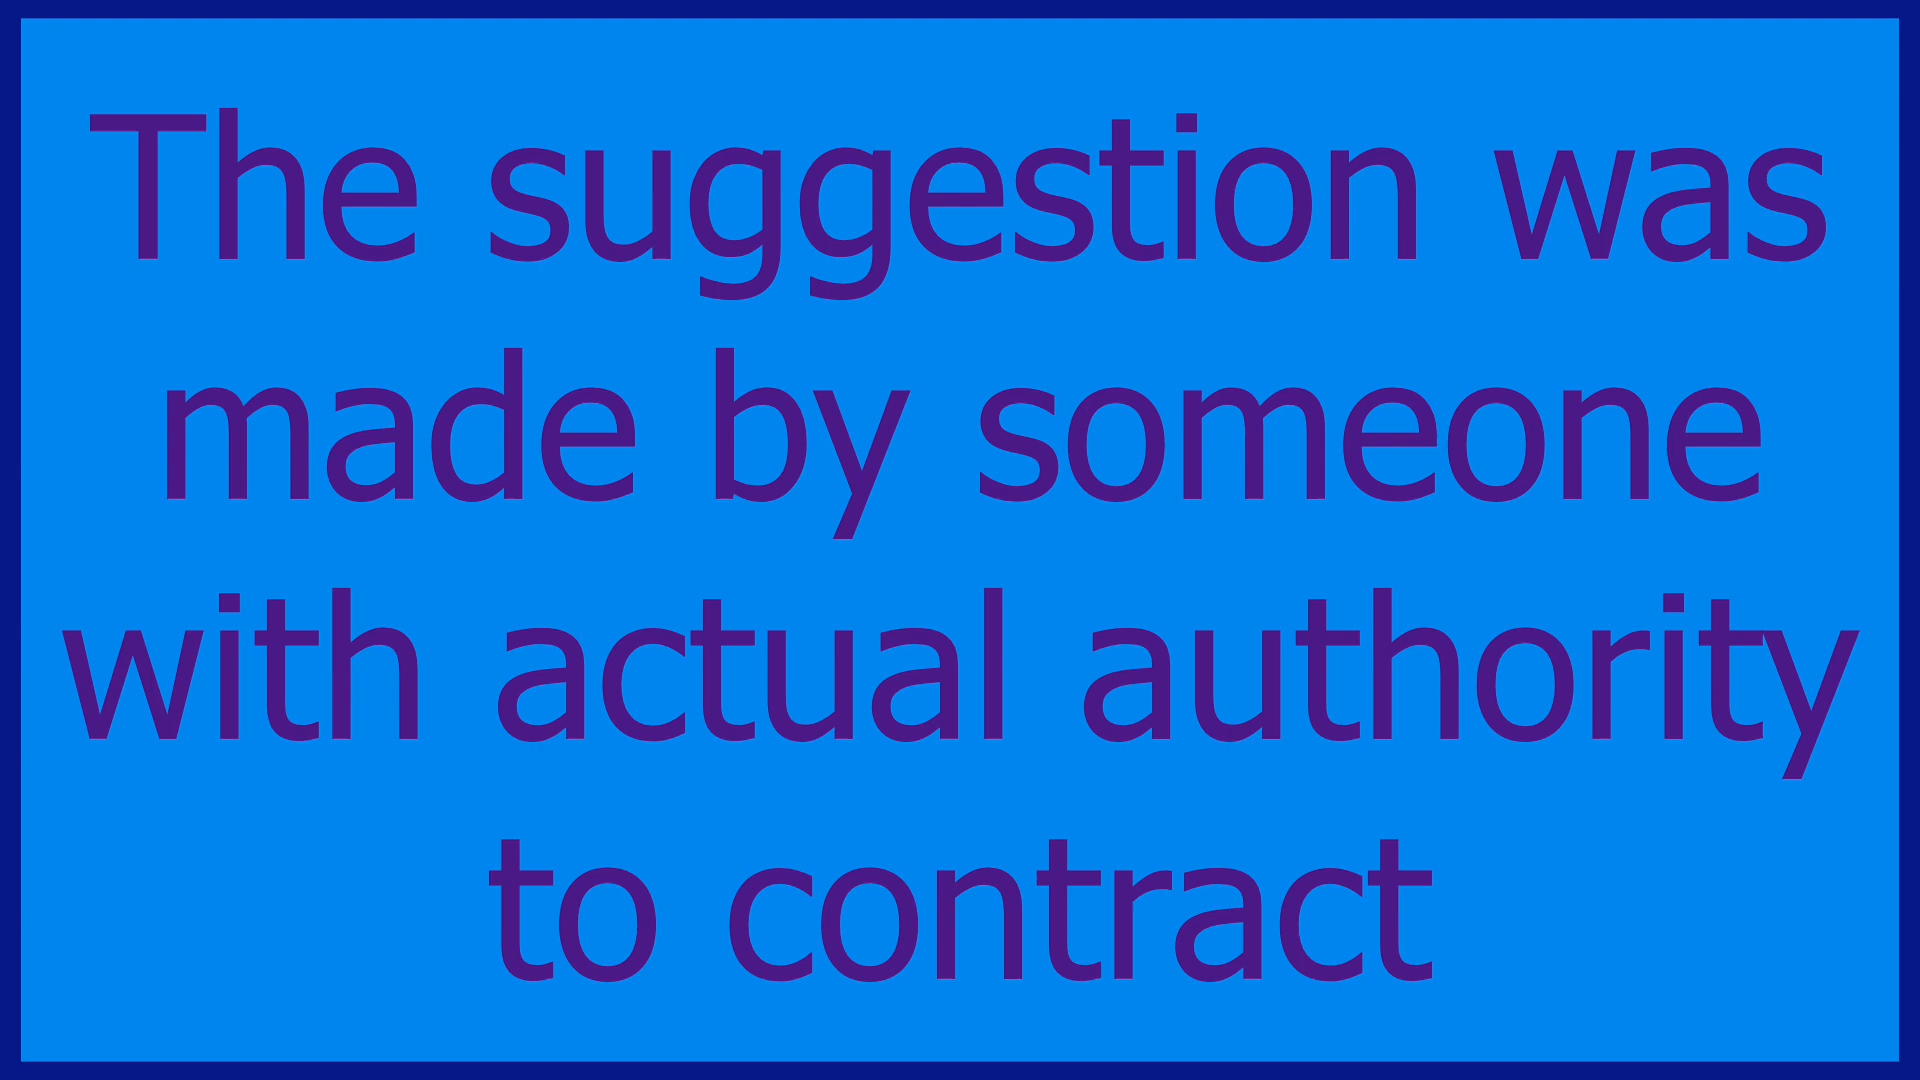 The suggestion was
made by someone
with actual authority
to contract